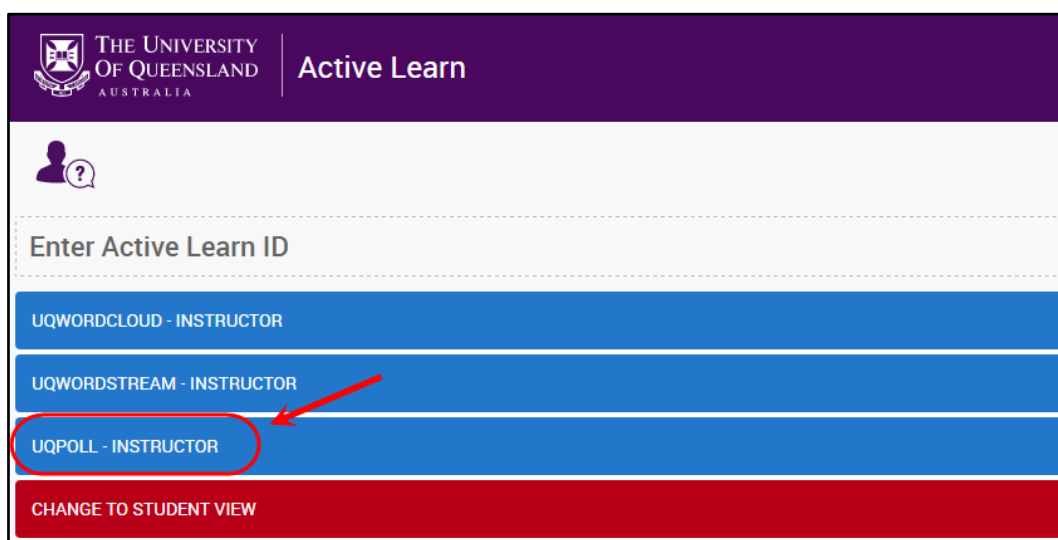 THE UNIVERSITY
OF QUEENSLAND
AUSTRALIA
Active Learn
?
Enter Active Learn ID
UQWORDCLOUD - INSTRUCTOR
UQWORDSTREAM - INSTRUCTOR
UQPOLL - INSTRUCTOR
CHANGE TO STUDENT VIEW